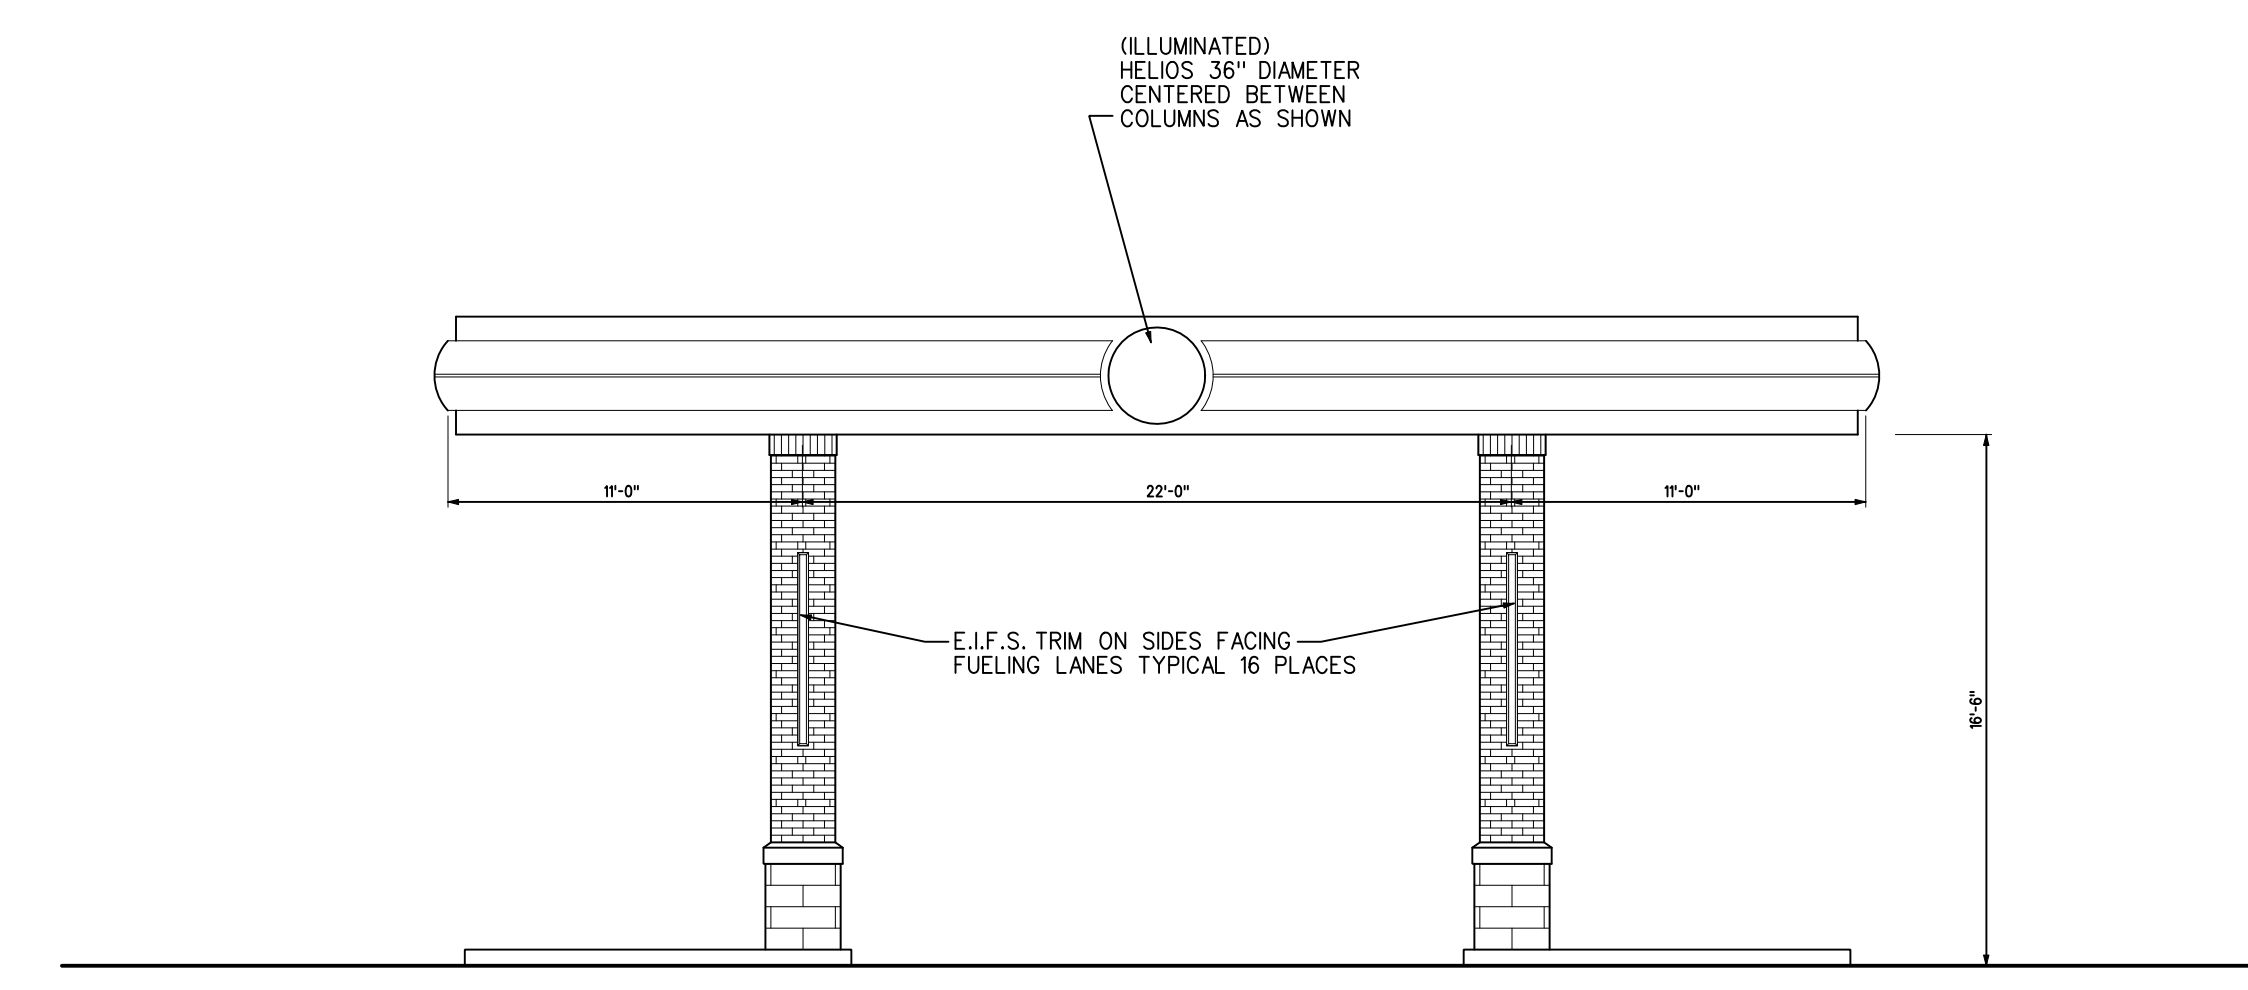 (ILLUMINATED)
HELIOS 36" DIAMETER
CENTERED BETWEEN
COLUMNS AS SHOWN
11'-0"
22'-0"
11'-0"
E.I.F.S. TRIM ON SIDES FACING
FUELING LANES TYPICAL 16 PLACES
16'-6"